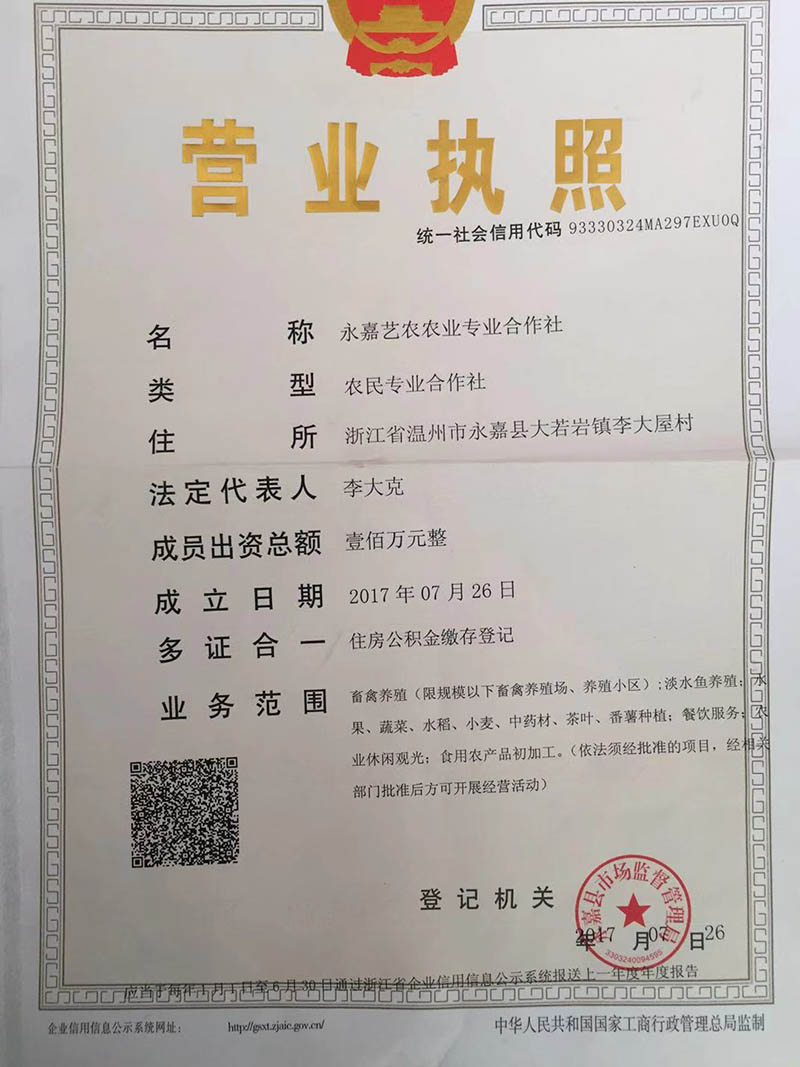 营业执照
统一社会信用代码 93330324MA297EXU0Q
名称 永嘉艺农农业专业合作社
类型 农民专业合作社
住所 浙江省温州市永嘉县大若岩镇李大屋村
法定代表人 李大克
成员出资总额 壹佰万元整
成立日期 2017年07月26日
多证合一 住房公积金缴存登记
业务范围 畜禽养殖（限规模以下畜禽养殖场、养殖小区）;淡水鱼养殖；水
果、蔬菜、水稻、小麦、中药材、茶叶、番薯种植；餐饮服务；农
业休闲观光；食用农产品初加工。（依法须经批准的项目，经相关
部门批准后方可开展经营活动）
登记机关
永嘉县市场监督管理局
3303240094595
2017年07月26日
应当于每年1月1日至6月30日通过浙江省企业信用信息公示系统报送上一年度年度报告
企业信用信息公示系统网址： http://gsxt.zjaic.gov.cn/ 中华人民共和国国家工商行政管理总局监制